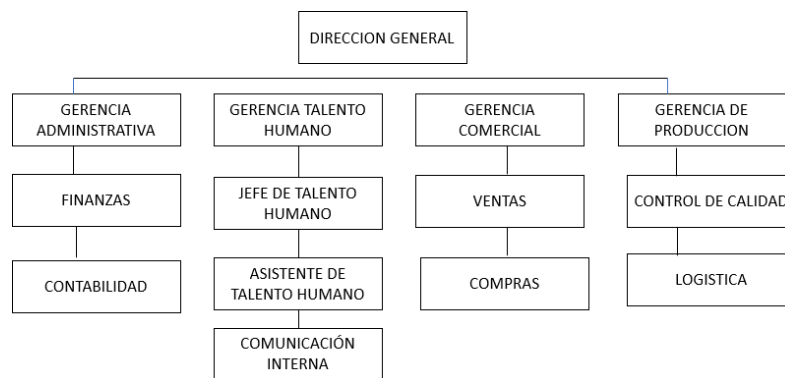 DIRECCION GENERAL
GERENCIA
ADMINISTRATIVA
GERENCIA TALENTO
HUMANO
GERENCIA
COMERCIAL
GERENCIA DE
PRODUCCION
FINANZAS
JEFE DE TALENTO
HUMANO
VENTAS
CONTROL DE CALIDAD
CONTABILIDAD
ASISTENTE DE
TALENTO HUMANO
COMPRAS
LOGISTICA
COMUNICACIÓN
INTERNA